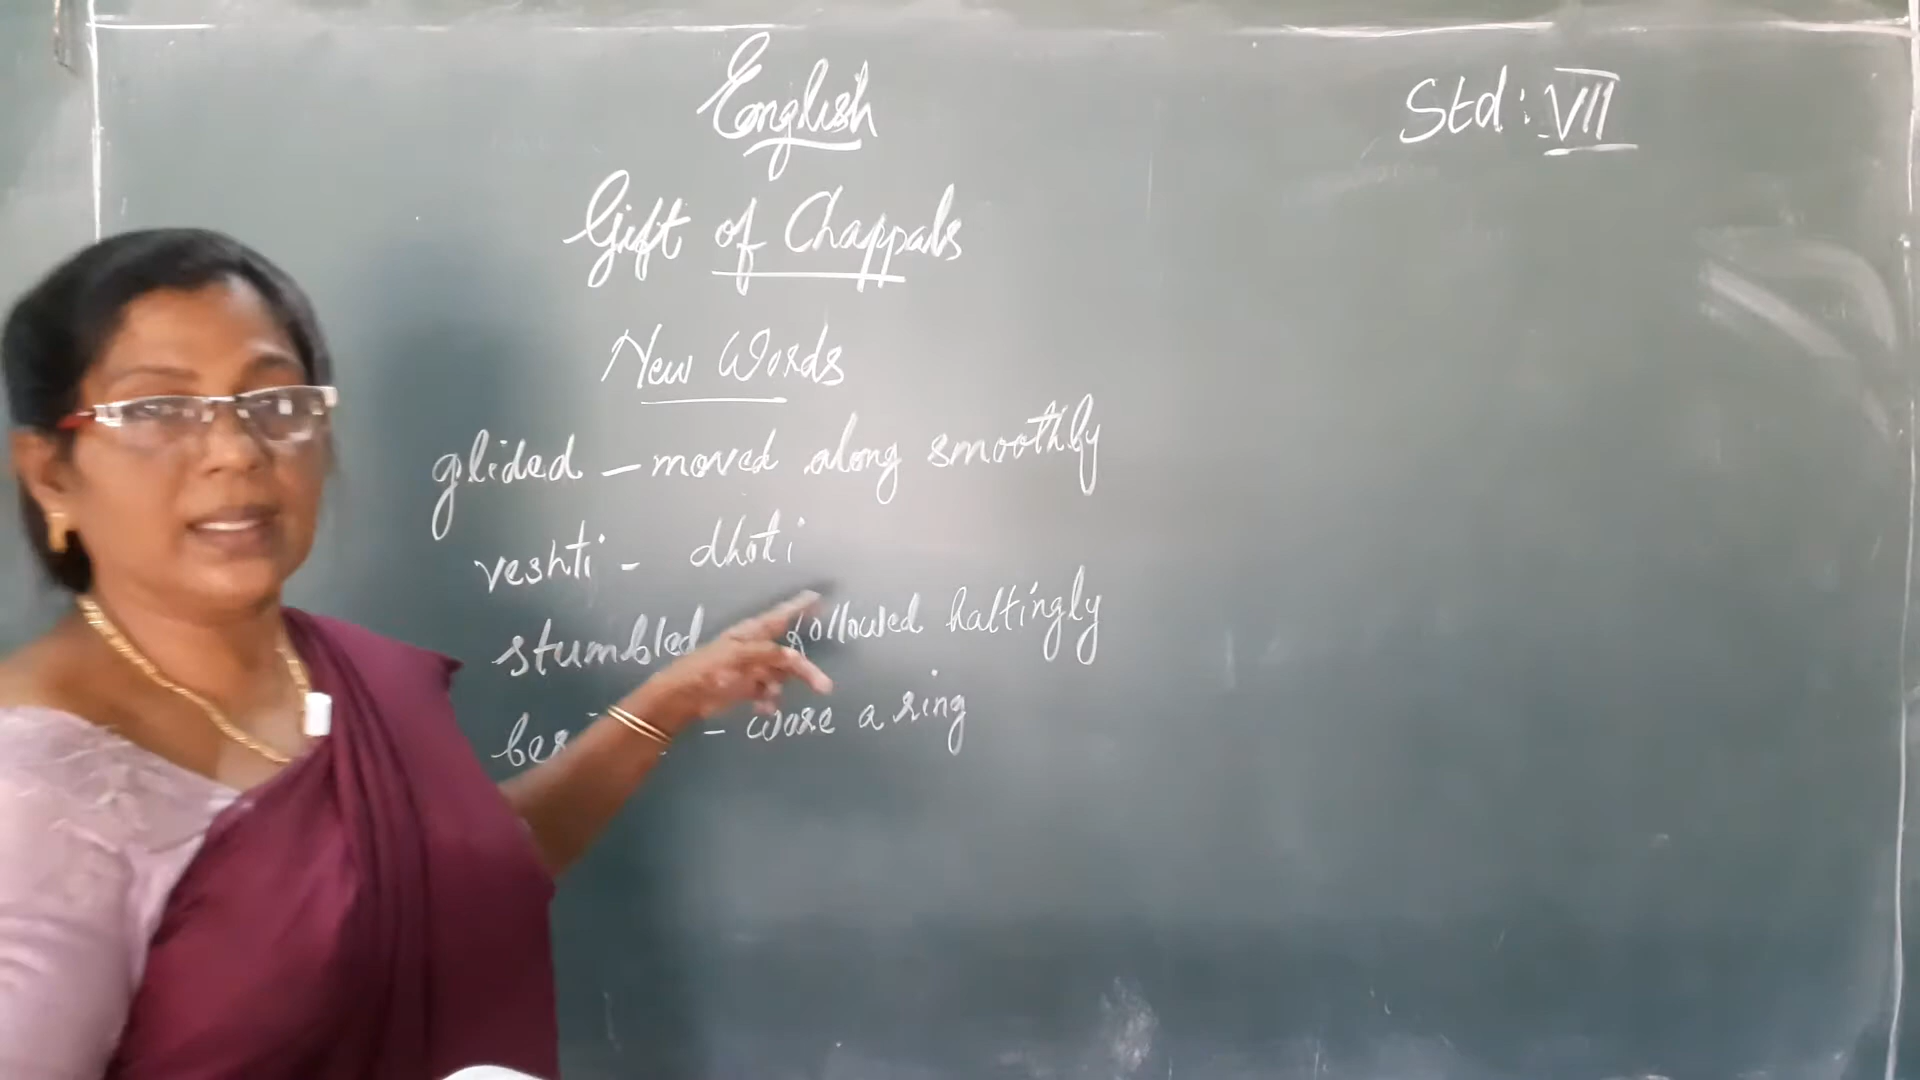 English
Std: VII
Gift of Chappals
New Words
glided - moved along smoothly
veshti - dhoti
stumbled followed haltingly
- wore a ring